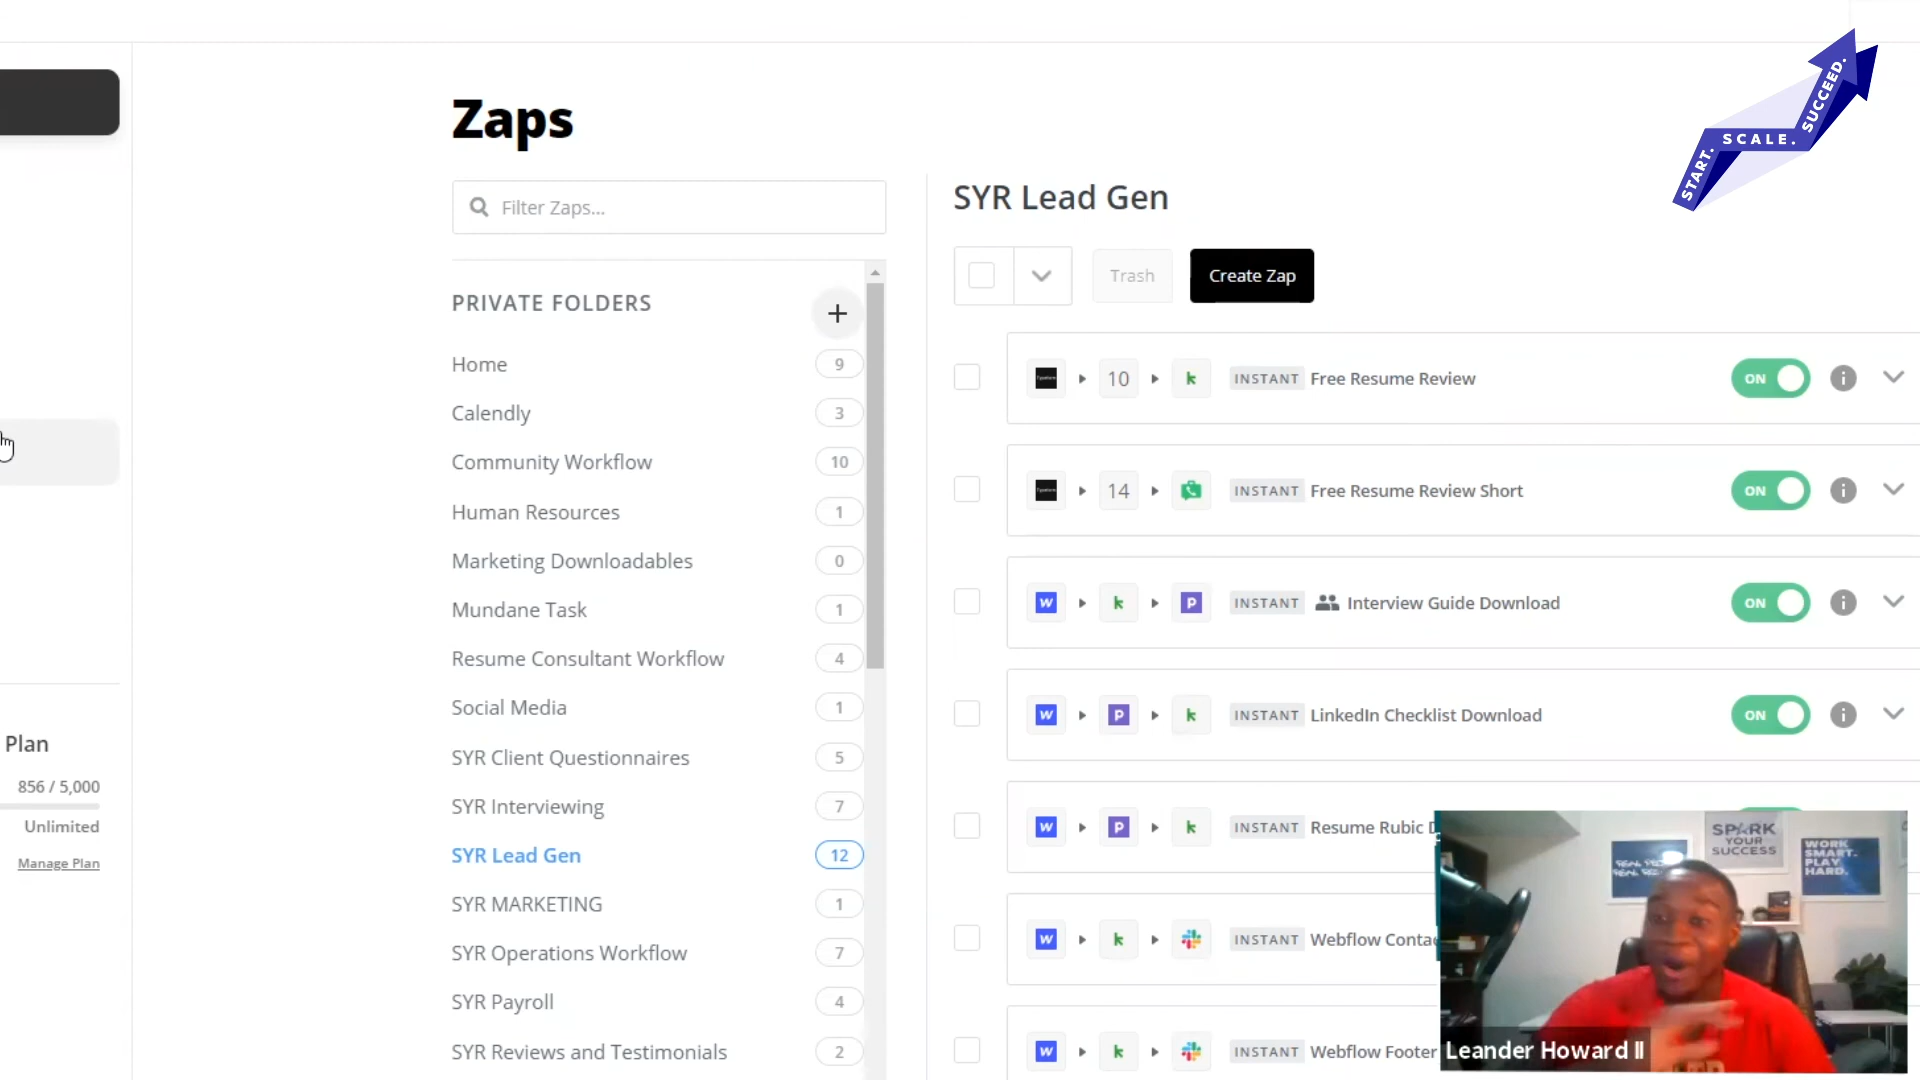 START. SCALE. SUCCEED.
Zaps
Filter Zaps...
PRIVATE FOLDERS
Home 9
Calendly 3
Community Workflow 10
Human Resources 1
Marketing Downloadables 0
Mundane Task 1
Resume Consultant Workflow 4
Social Media 1
SYR Client Questionnaires 5
SYR Interviewing 7
SYR Lead Gen 12
SYR MARKETING 1
SYR Operations Workflow 7
SYR Payroll 4
SYR Reviews and Testimonials 2
Plan
856 / 5,000
Unlimited
Manage Plan
SYR Lead Gen
Trash Create Zap
10 k INSTANT Free Resume Review ON
14 INSTANT Free Resume Review Short ON
W k P INSTANT Interview Guide Download ON
W P k INSTANT LinkedIn Checklist Download ON
W P k INSTANT Resume Rubic
W k INSTANT Webflow
W k INSTANT Webflow Footer
SPARK
YOUR
SUCCESS
WORK
SMART.
PLAY
HARD.
Leander Howard II